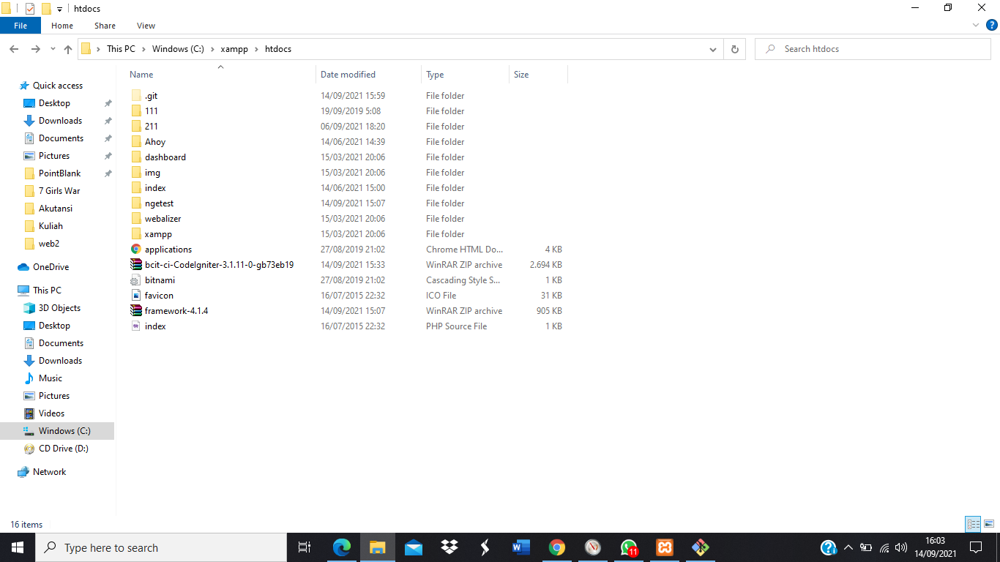 htdocs
File Home Share View
This PC Windows (C:) xampp htdocs Search htdocs
Name Date modified Type Size
.git 14/09/2021 15:59 File folder
111 19/09/2019 5:08 File folder
211 06/09/2021 18:20 File folder
Ahoy 14/06/2021 14:39 File folder
dashboard 15/03/2021 20:06 File folder
img 15/03/2021 20:06 File folder
index 14/06/2021 15:00 File folder
ngetest 14/09/2021 15:07 File folder
webalizer 15/03/2021 20:06 File folder
xampp 15/03/2021 20:06 File folder
applications 27/08/2019 21:02 Chrome HTML Do... 4 KB
bcit-ci-CodeIgniter-3.1.11-0-gb73eb19 14/09/2021 15:33 WinRAR ZIP archive 2.694 KB
bitnami 27/08/2019 21:02 Cascading Style S... 1 KB
favicon 16/07/2015 22:32 ICO File 31 KB
framework-4.1.4 14/09/2021 15:07 WinRAR ZIP archive 905 KB
index 16/07/2015 22:32 PHP Source File 1 KB
Quick access
Desktop
Downloads
Documents
Pictures
PointBlank
7 Girls War
Akutansi
Kuliah
web2
OneDrive
This PC
3D Objects
Desktop
Documents
Downloads
Music
Pictures
Videos
Windows (C:)
CD Drive (D:)
Network
16 items
Type here to search
11
16:03
14/09/2021